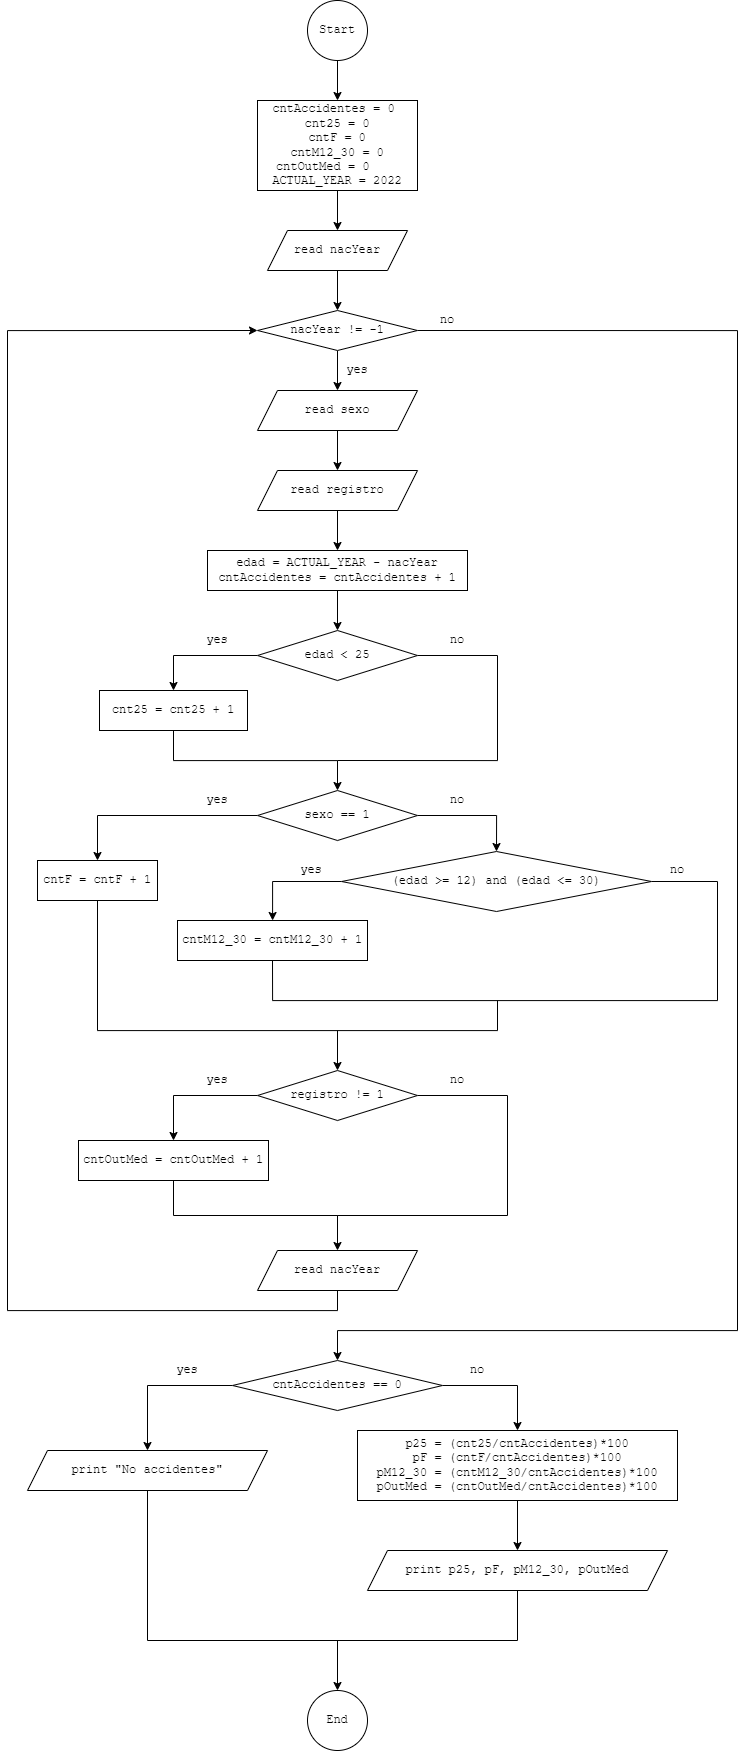 Start
cntAccidentes = 0
cnt25 = 0
cntF = 0
cntM12_30 = 0
cntOutMed = 0
ACTUAL_YEAR = 2022
read nacYear
nacYear != -1
no
yes
read sexo
read registro
edad = ACTUAL_YEAR - nacYear
cntAccidentes = cntAccidentes + 1
yes
edad < 25
no
cnt25 = cnt25 + 1
yes
sexo == 1
no
cntF = cntF + 1
yes
(edad >= 12) and (edad <= 30)
no
cntM12_30 = cntM12_30 + 1
yes
registro != 1
no
cntOutMed = cntOutMed + 1
read nacYear
yes
cntAccidentes == 0
no
print "No accidentes"
p25 = (cnt25/cntAccidentes)*100
pF = (cntF/cntAccidentes)*100
pM12_30 = (cntM12_30/cntAccidentes)*100
pOutMed = (cntOutMed/cntAccidentes)*100
print p25, pF, pM12_30, pOutMed
End